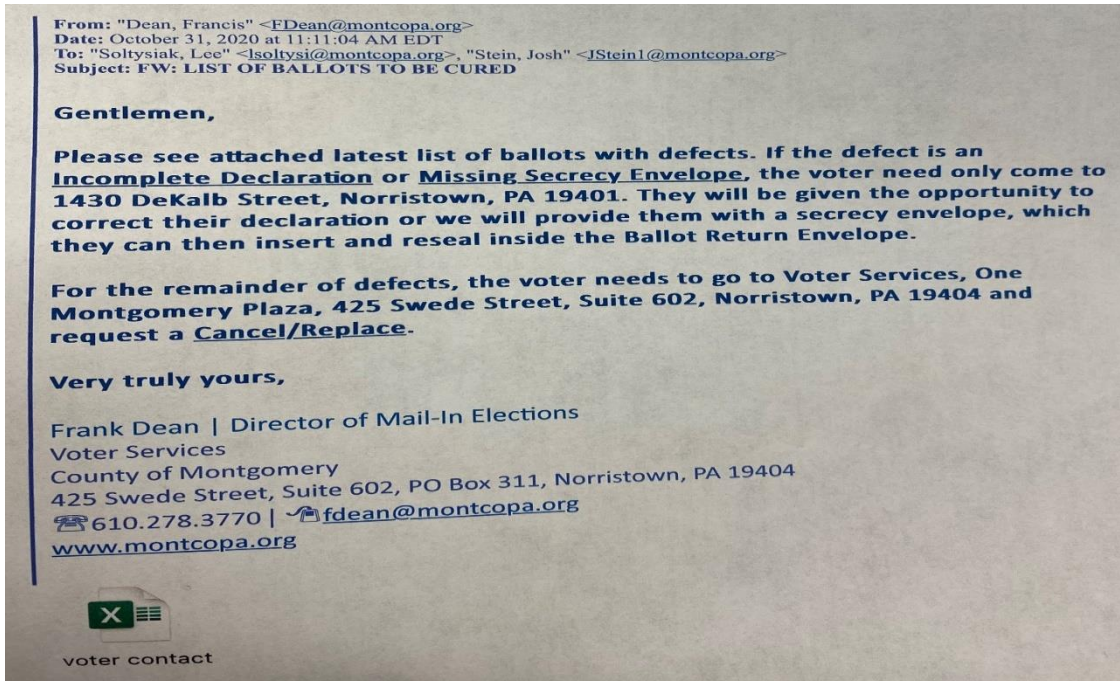 From: "Dean, Francis" <FDean@montcopa.org>
Date: October 31, 2020 at 11:11:04 AM EDT
To: "Soltysiak, Lee" <lsoltysi@montcopa.org>, "Stein, Josh" <JStein1@montcopa.org>
Subject: FW: LIST OF BALLOTS TO BE CURED
Gentlemen,
Please see attached latest list of ballots with defects. If the defect is an
Incomplete Declaration or Missing Secrecy Envelope, the voter need only come to
1430 DeKalb Street, Norristown, PA 19401. They will be given the opportunity to
correct their declaration or we will provide them with a secrecy envelope, which
they can then insert and reseal inside the Ballot Return Envelope.
For the remainder of defects, the voter needs to go to Voter Services, One
Montgomery Plaza, 425 Swede Street, Suite 602, Norristown, PA 19404 and
request a Cancel/Replace.
Very truly yours,
Frank Dean | Director of Mail-In Elections
Voter Services
County of Montgomery
425 Swede Street, Suite 602, PO Box 311, Norristown, PA 19404
☎610.278.3770 | fdean@montcopa.org
www.montcopa.org
X
voter contact